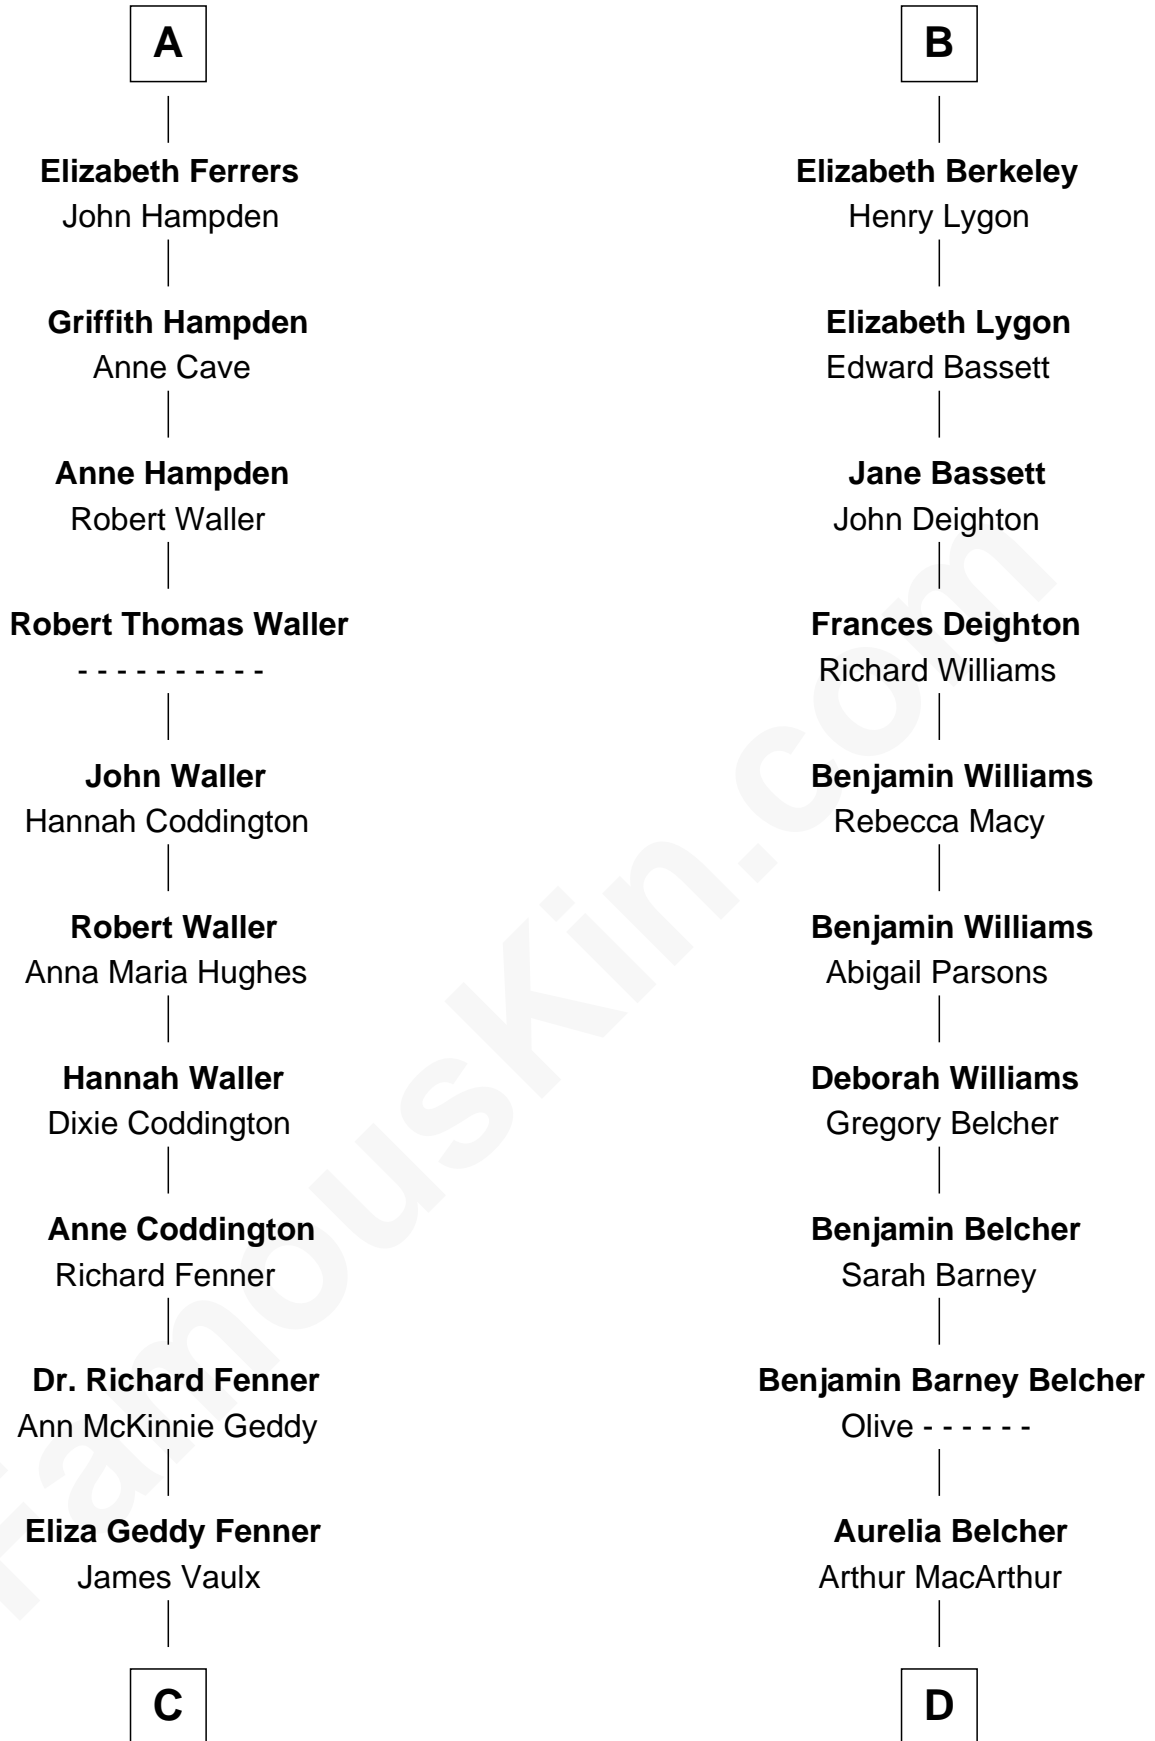 A
Elizabeth Ferrers
John Hampden
Griffith Hampden
Anne Cave
Anne Hampden
Robert Waller
Robert Thomas Waller
- - - - - - - - - -
John Waller
Hannah Coddington
Robert Waller
Anna Maria Hughes
Hannah Waller
Dixie Coddington
Anne Coddington
Richard Fenner
Dr. Richard Fenner
Ann McKinnie Geddy
Eliza Geddy Fenner
James Vaulx
C
B
Elizabeth Berkeley
Henry Lygon
Elizabeth Lygon
Edward Bassett
Jane Bassett
John Deighton
Frances Deighton
Richard Williams
Benjamin Williams
Rebecca Macy
Benjamin Williams
Abigail Parsons
Deborah Williams
Gregory Belcher
Benjamin Belcher
Sarah Barney
Benjamin Barney Belcher
Olive - - - - - -
Aurelia Belcher
Arthur MacArthur
D
FamousKin.com